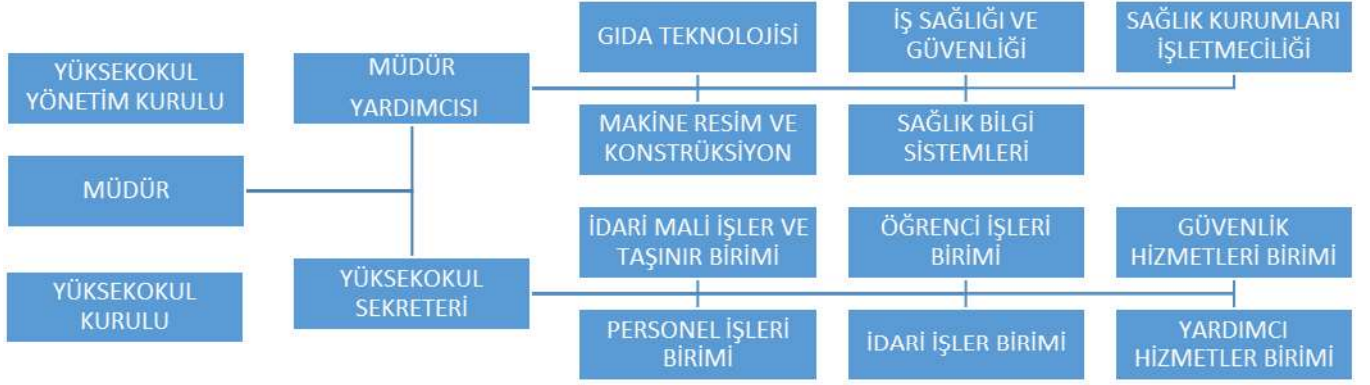 YÜKSEKOKUL
YÖNETİM KURULU
MÜDÜR
YÜKSEKOKUL
KURULU
MÜDÜR
YARDIMCISI
YÜKSEKOKUL
SEKRETERİ
GIDA TEKNOLOJİSİ
İŞ SAĞLIĞI VE
GÜVENLİĞİ
SAĞLIK KURUMLARI
İŞLETMECİLİĞİ
MAKİNE RESİM VE
KONSTRÜKSİYON
SAĞLIK BİLGİ
SİSTEMLERİ
İDARİ MALİ İŞLER VE
TAŞINIR BİRİMİ
ÖĞRENCİ İŞLERİ
BİRİMİ
GÜVENLİK
HİZMETLERİ BİRİMİ
PERSONEL İŞLERİ
BİRİMİ
İDARİ İŞLER BİRİMİ
YARDIMCI
HİZMETLER BİRİMİ